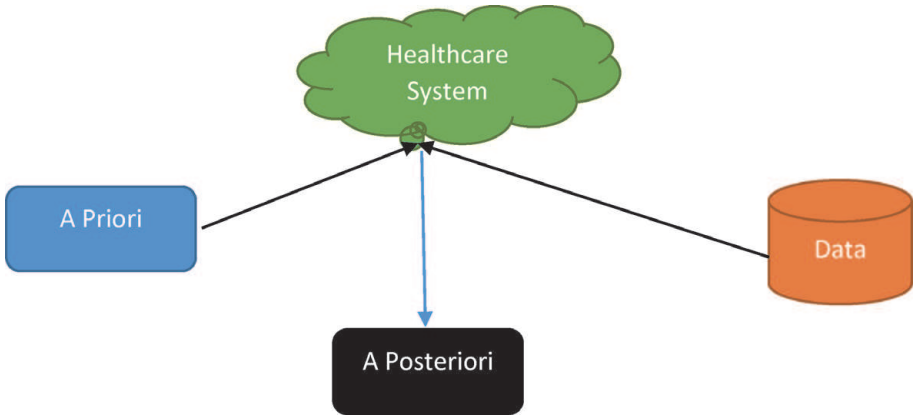 Healthcare
System
A Priori
Data
A Posteriori